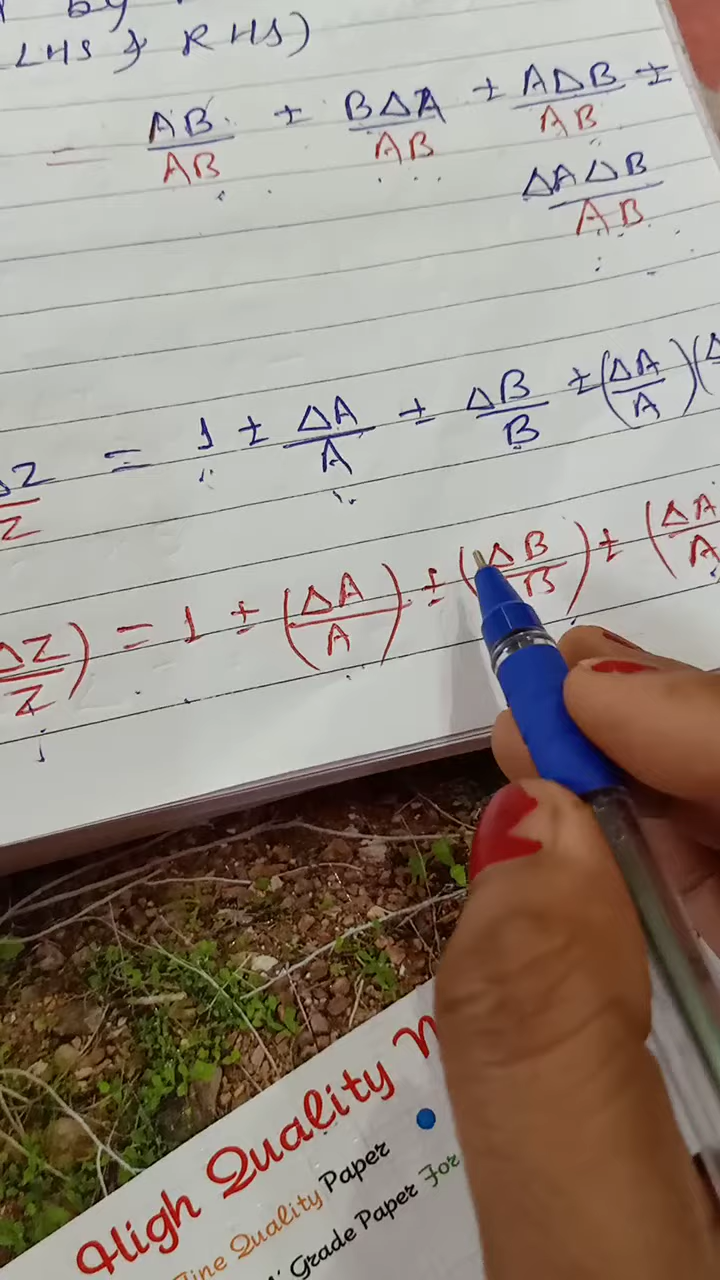 by
LHS & RHS)
= AB/AB ± BΔA/AB ± AΔB/AB ±
ΔAΔB/AB
ΔZ/Z = 1 ± ΔA/A ± ΔB/B ± (ΔA/A)(Δ
ΔZ/Z) = 1 ± (ΔA/A) ± (ΔB/B) ± (ΔA/A
High Quality
Fine Quality Paper
Grade Paper For